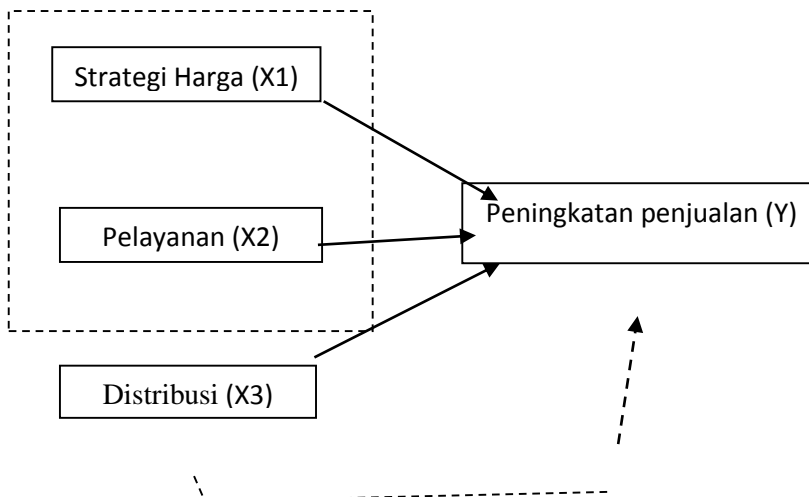 Strategi Harga (X1)
Peningkatan penjualan (Y)
Pelayanan (X2)
Distribusi (X3)